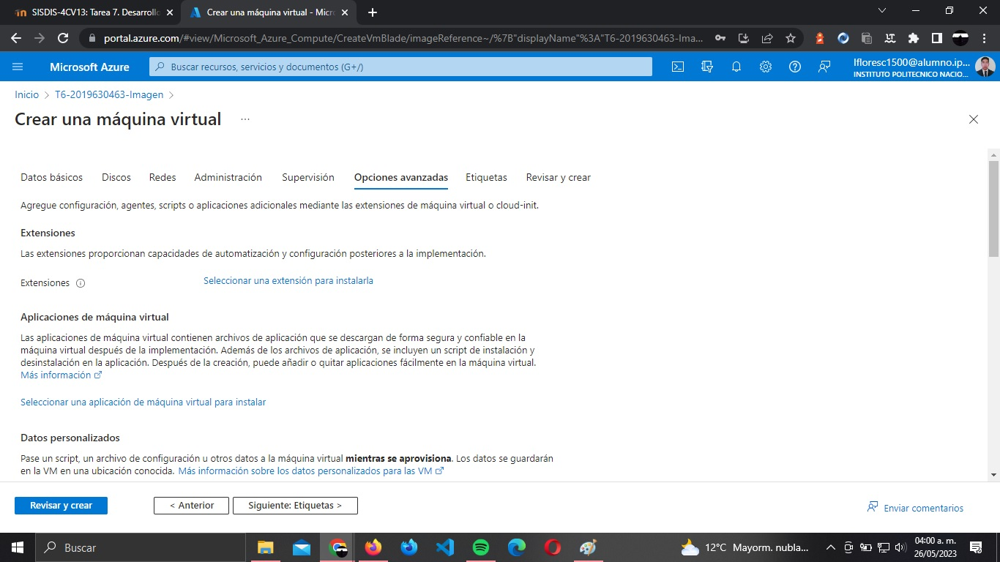 SISDIS-4CV13: Tarea 7. Desarrollo
Crear una máquina virtual - Micro
portal.azure.com/#view/Microsoft_Azure_Compute/CreateVmBlade/imageReference~/%7B"displayName"%3A"T6-2019630463-Ima...
Microsoft Azure
Buscar recursos, servicios y documentos (G+/)
lfloresc1500@alumno.ip...
INSTITUTO POLITECNICO NACIO...
Inicio > T6-2019630463-Imagen >
Crear una máquina virtual ...
Datos básicos Discos Redes Administración Supervisión Opciones avanzadas Etiquetas Revisar y crear
Agregue configuración, agentes, scripts o aplicaciones adicionales mediante las extensiones de máquina virtual o cloud-init.
Extensiones
Las extensiones proporcionan capacidades de automatización y configuración posteriores a la implementación.
Extensiones
Seleccionar una extensión para instalarla
Aplicaciones de máquina virtual
Las aplicaciones de máquina virtual contienen archivos de aplicación que se descargan de forma segura y confiable en la
máquina virtual después de la implementación. Además de los archivos de aplicación, se incluyen un script de instalación y
desinstalación en la aplicación. Después de la creación, puede añadir o quitar aplicaciones fácilmente en la máquina virtual.
Más información
Seleccionar una aplicación de máquina virtual para instalar
Datos personalizados
Pase un script, un archivo de configuración u otros datos a la máquina virtual mientras se aprovisiona. Los datos se guardarán
en la VM en una ubicación conocida. Más información sobre los datos personalizados para las VM
Revisar y crear
< Anterior
Siguiente: Etiquetas >
Enviar comentarios
Buscar
12°C Mayorm. nubla...
04:00 a. m.
26/05/2023